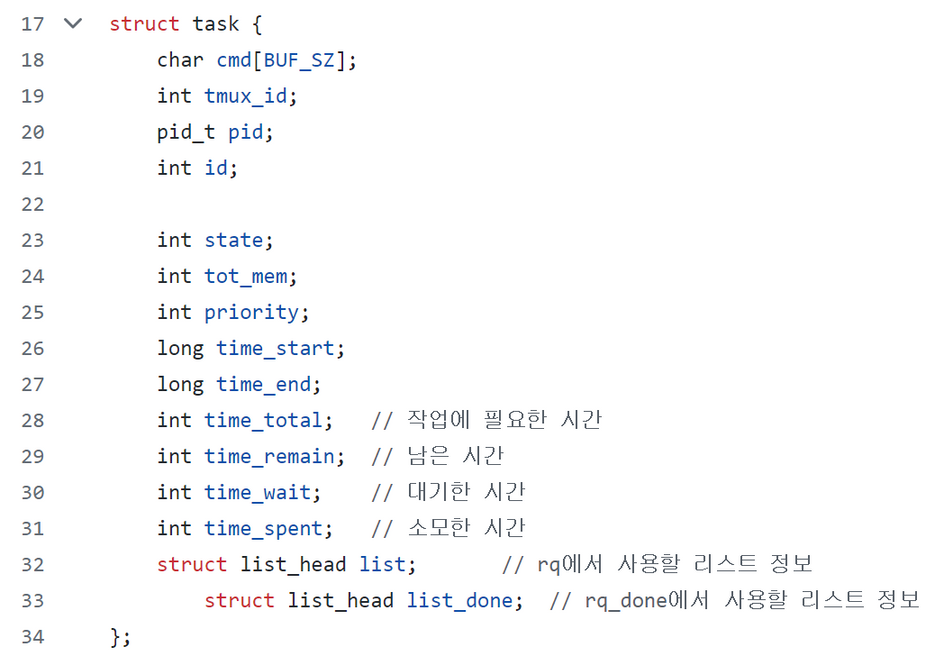 17 struct task {
18     char cmd[BUF_SZ];
19     int tmux_id;
20     pid_t pid;
21     int id;
22
23     int state;
24     int tot_mem;
25     int priority;
26     long time_start;
27     long time_end;
28     int time_total;   // 작업에 필요한 시간
29     int time_remain;  // 남은 시간
30     int time_wait;    // 대기한 시간
31     int time_spent;   // 소모한 시간
32     struct list_head list;       // rq에서 사용할 리스트 정보
33         struct list_head list_done;  // rq_done에서 사용할 리스트 정보
34 };